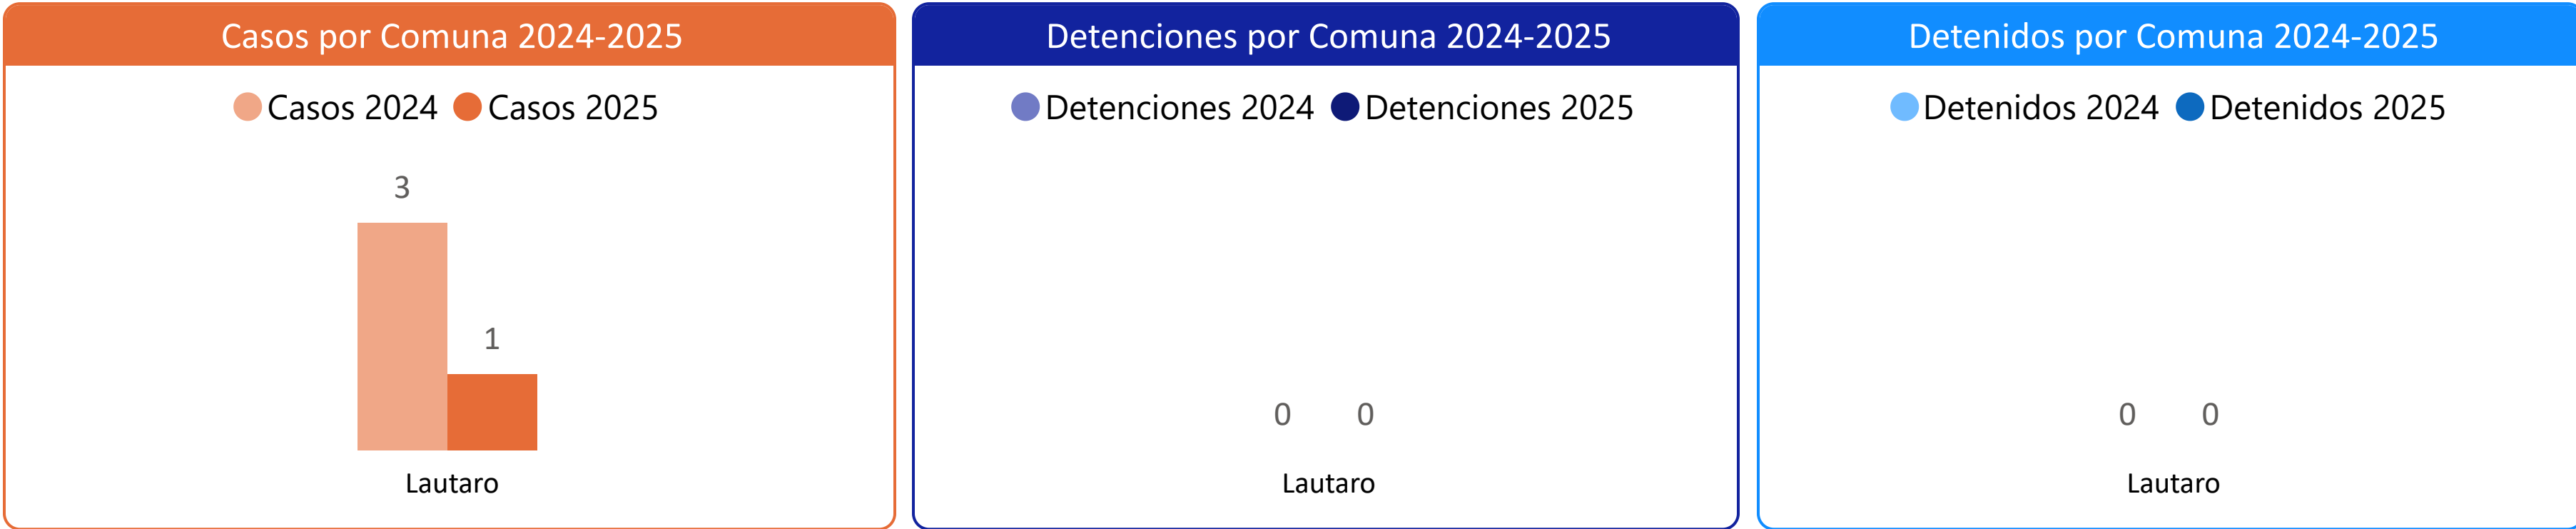 Casos por Comuna 2024-2025
Casos 2024 Casos 2025
3
1
Lautaro
Detenciones por Comuna 2024-2025
Detenciones 2024 Detenciones 2025
0 0
Lautaro
Detenidos por Comuna 2024-2025
Detenidos 2024 Detenidos 2025
0 0
Lautaro